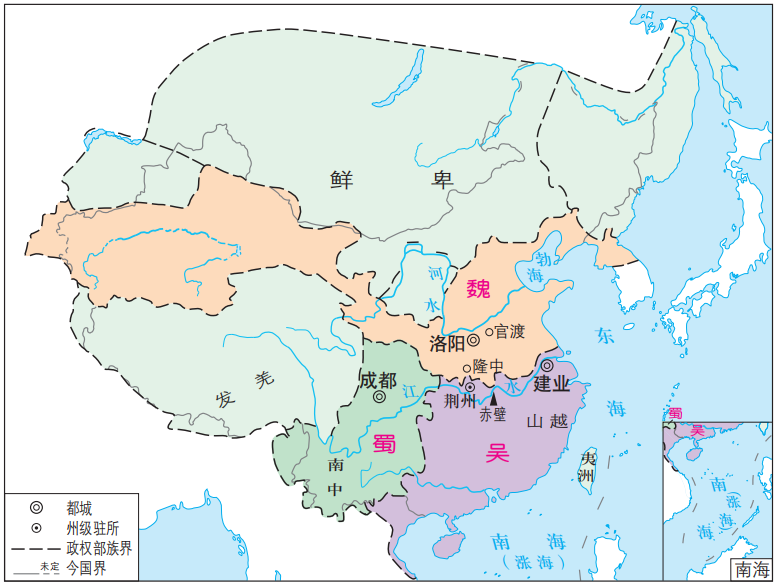 鲜卑
勃海
河水
魏
官渡
洛阳
东海
隆中
成都
江水
建业
羌
发
荆州
赤壁
山越
蜀
吴
蜀
吴
南中
夷洲
南海
(涨海)
南海
(涨海)
都城
州级驻所
政权部族界
未定 今国界
南海